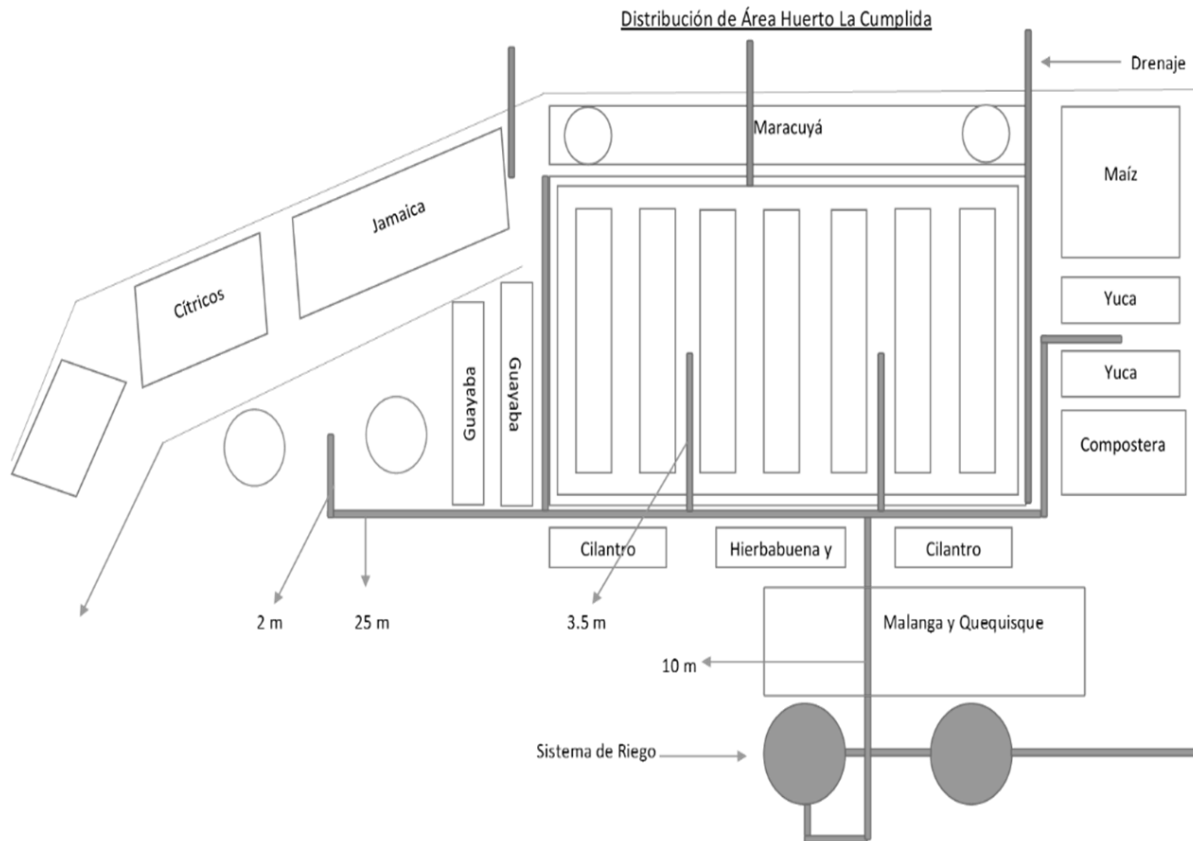 Distribución de Área Huerto La Cumplida
Drenaje
Maracuyá
Maíz
Jamaica
Cítricos
Yuca
Guayaba
Guayaba
Yuca
Compostera
Cilantro
Hierbabuena y
Cilantro
2 m
25 m
3.5 m
Malanga y Quequisque
10 m
Sistema de Riego